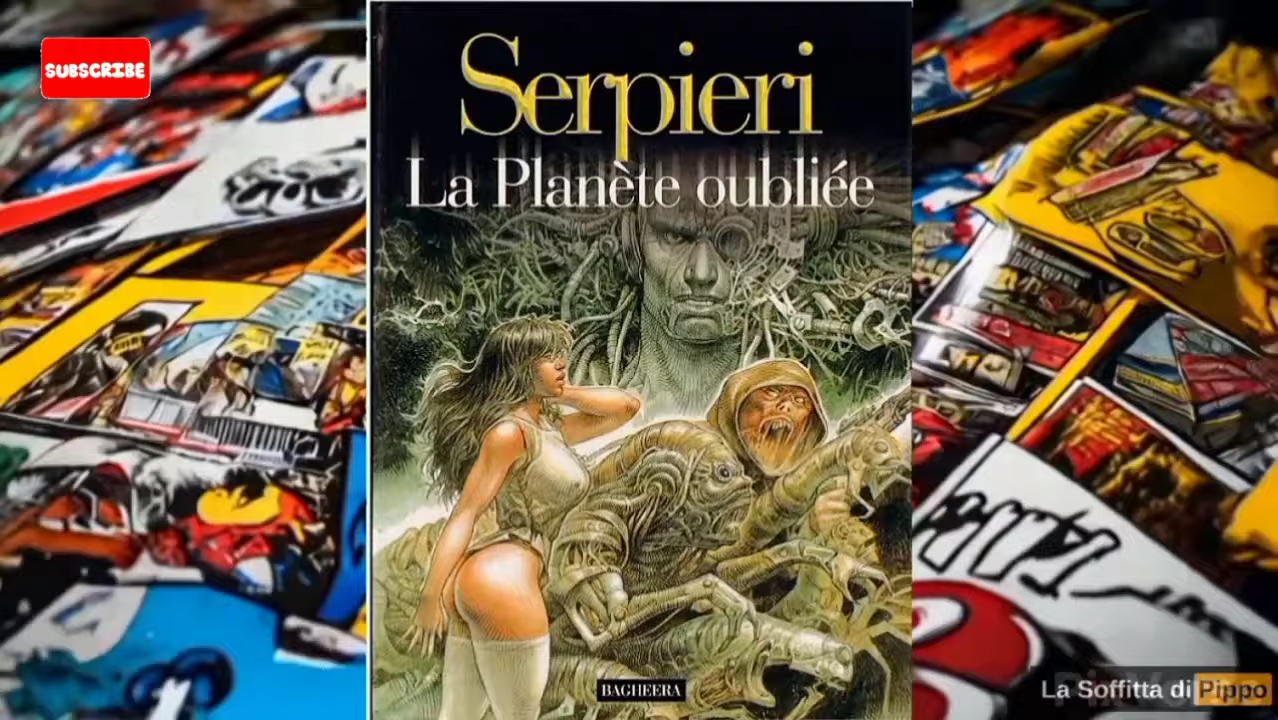 SUBSCRIBE
Serpieri
La Planète oubliée
BAGHEERA
La Soffitta di Pippo